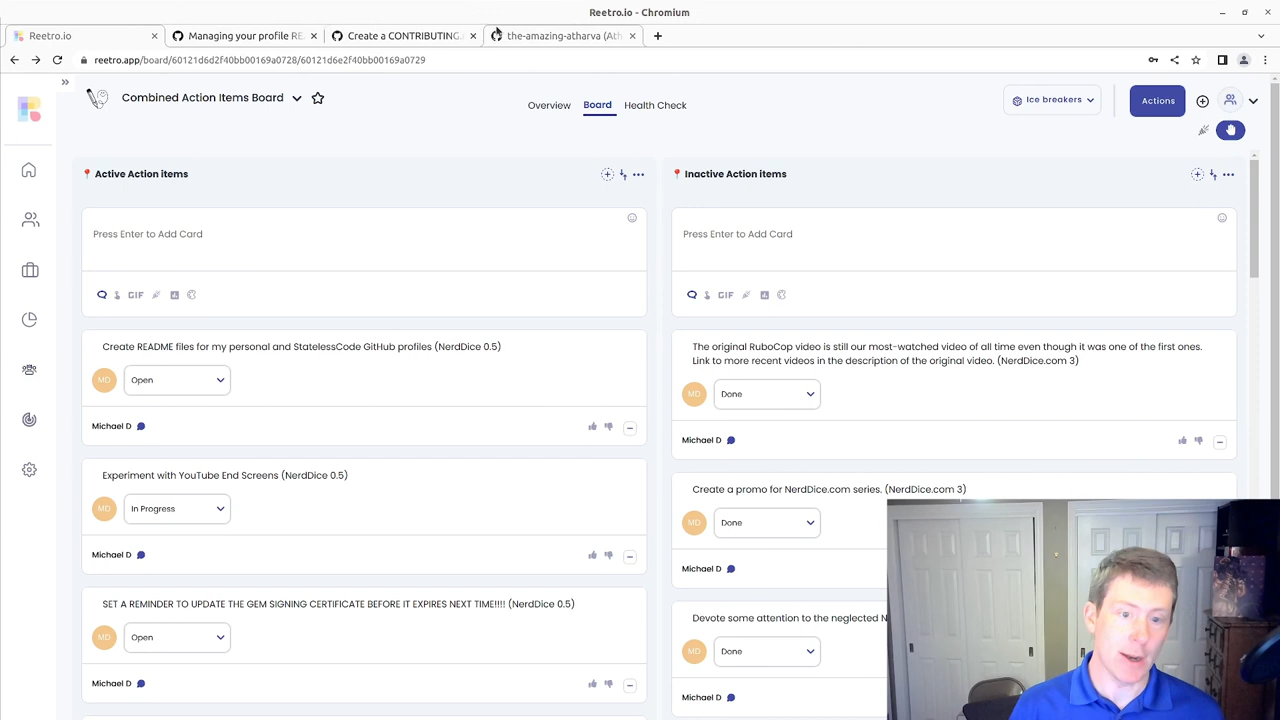 Reetro.io - Chromium
Reetro.io
Managing your profile RE
Create a CONTRIBUTING.
the-amazing-atharva (Ath
reetro.app/board/60121d6d2f40bb00169a0728/60121d6e2f40bb00169a0729
Combined Action Items Board
Overview
Board
Health Check
Ice breakers
Actions
Active Action items
Press Enter to Add Card
GIF
Create README files for my personal and StatelessCode GitHub profiles (NerdDice 0.5)
MD
Open
Michael D
Experiment with YouTube End Screens (NerdDice 0.5)
MD
In Progress
Michael D
SET A REMINDER TO UPDATE THE GEM SIGNING CERTIFICATE BEFORE IT EXPIRES NEXT TIME!!!! (NerdDice 0.5)
MD
Open
Michael D
Inactive Action items
Press Enter to Add Card
GIF
The original RuboCop video is still our most-watched video of all time even though it was one of the first ones.
Link to more recent videos in the description of the original video. (NerdDice.com 3)
MD
Done
Michael D
Create a promo for NerdDice.com series. (NerdDice.com 3)
MD
Done
Michael D
Devote some attention to the neglected N
MD
Done
Michael D